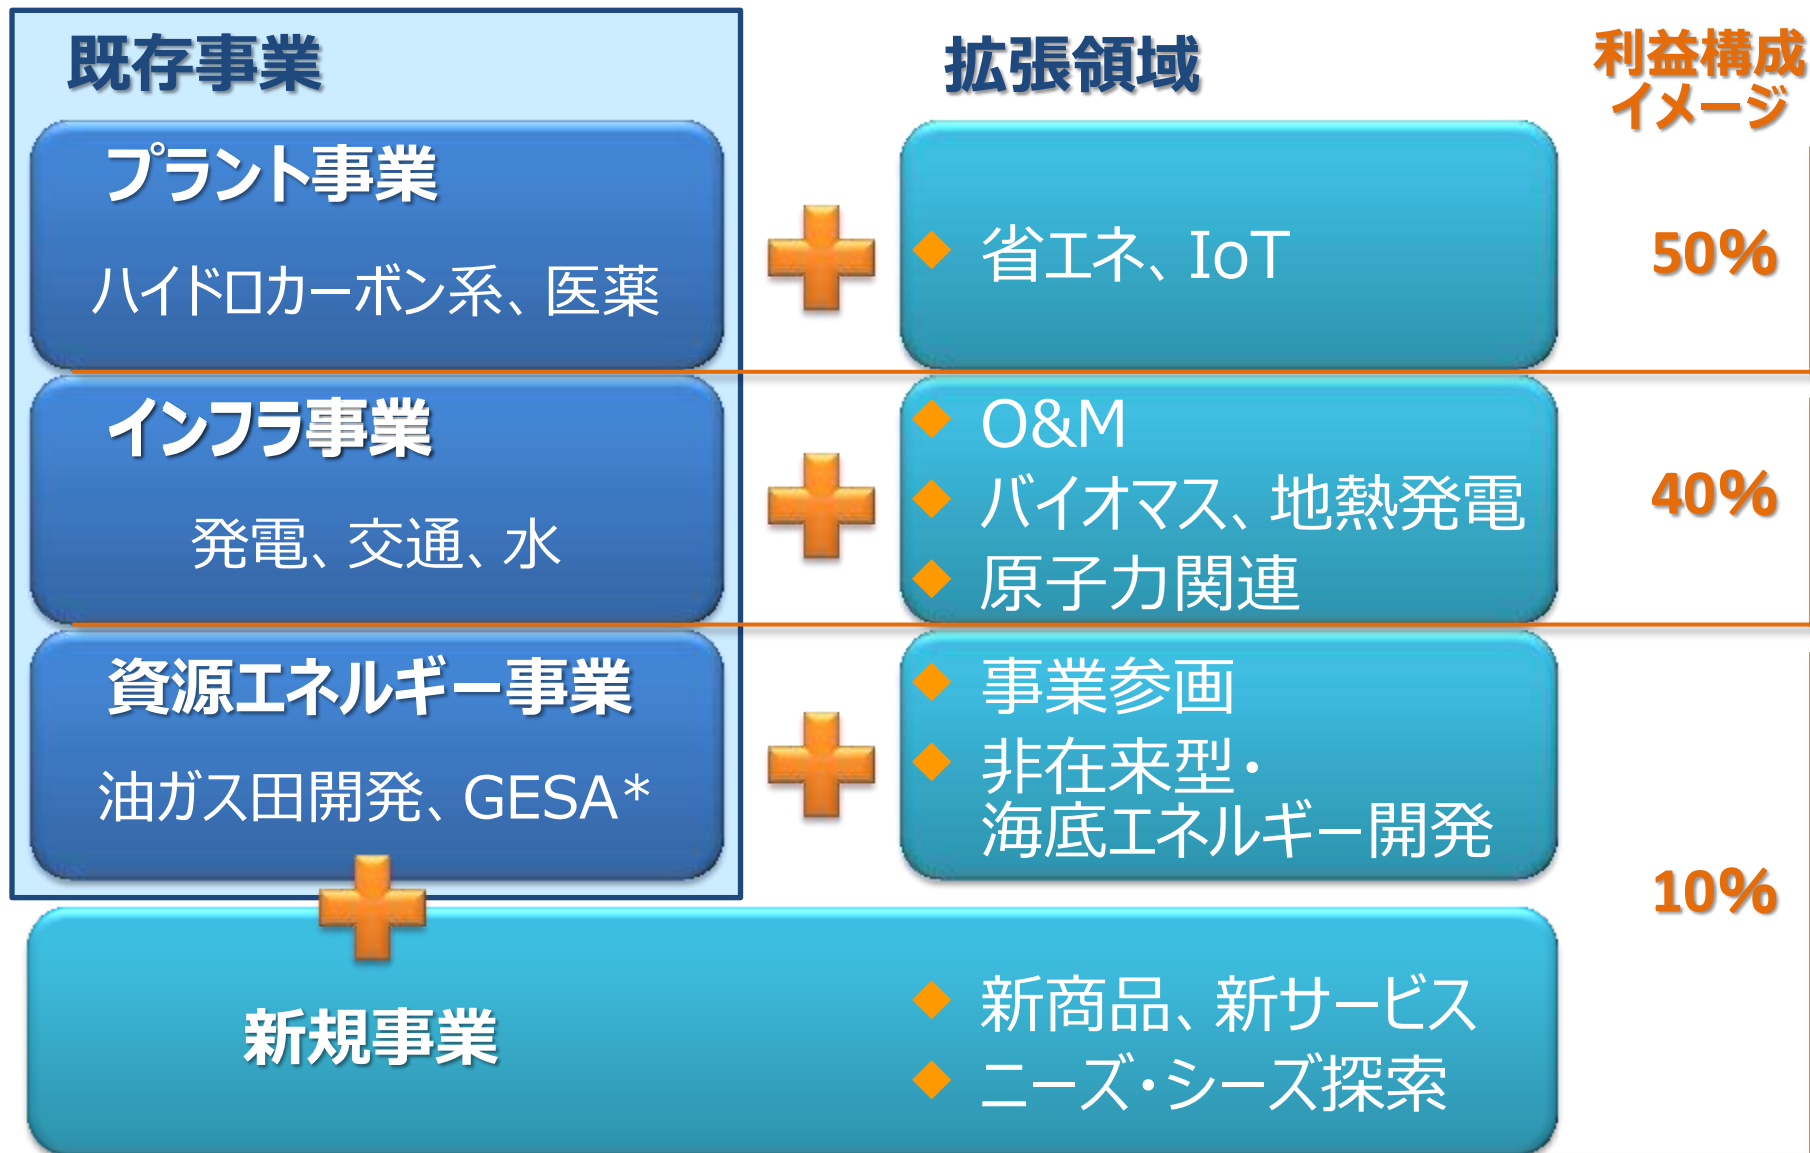 既存事業
拡張領域
利益構成
イメージ
プラント事業
ハイドロカーボン系、医薬
省エネ、IoT
50%
インフラ事業
発電、交通、水
O&M
バイオマス、地熱発電
原子力関連
40%
資源エネルギー事業
油ガス田開発、GESA*
事業参画
非在来型・
海底エネルギー開発
10%
新規事業
新商品、新サービス
ニーズ・シーズ探索